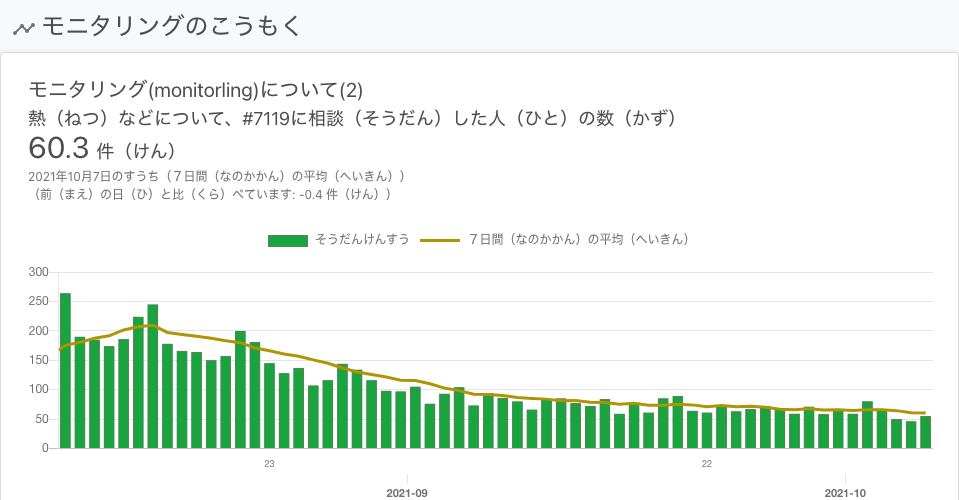 モニタリングのこうもく
モニタリング(monitorling)について(2)
熱（ねつ）などについて、#7119に相談（そうだん）した人（ひと）の数（かず）
60.3 件（けん）
2021年10月7日のすうち（７日間（なのかかん）の平均（へいきん））
（前（まえ）の日（ひ）と比（くら）べています: -0.4 件（けん））
そうだんけんすう ７日間（なのかかん）の平均（へいきん）
300
250
200
150
100
50
0
23 22
2021-09 2021-10